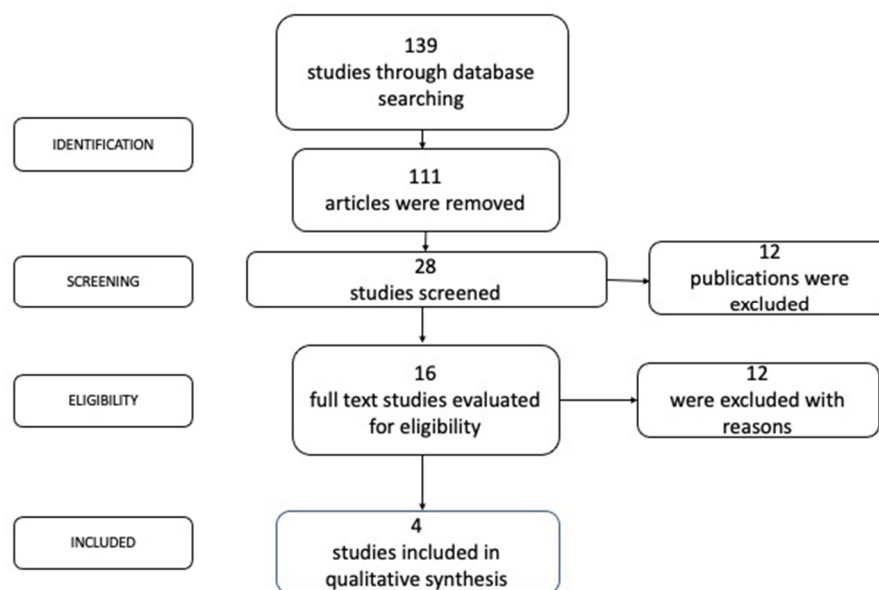 139
studies through database
searching
IDENTIFICATION
111
articles were removed
SCREENING
28
studies screened
12
publications were
excluded
ELIGIBILITY
16
full text studies evaluated
for eligibility
12
were excluded with
reasons
INCLUDED
4
studies included in
qualitative synthesis